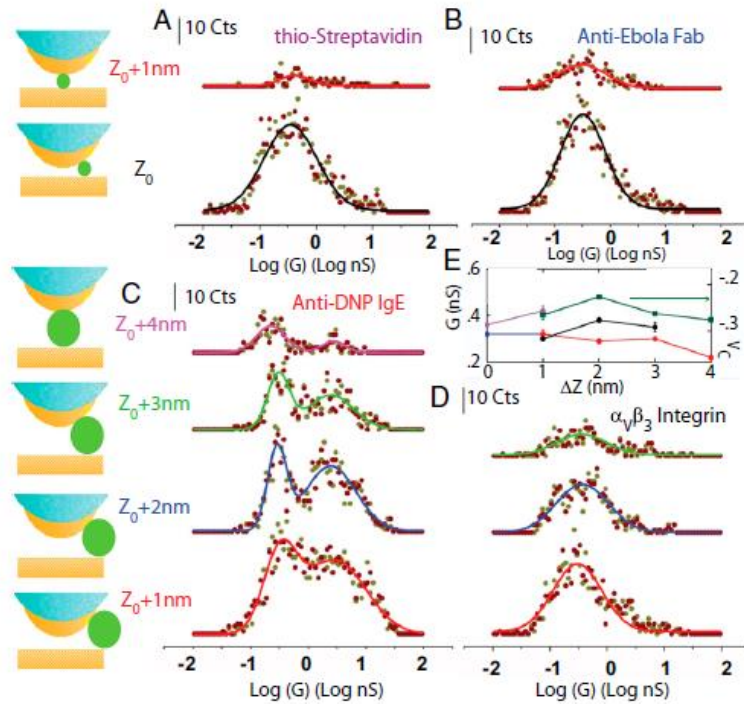 A
10 Cts
thio-Streptavidin
Z₀+1nm
Z₀
-2 -1 0 1 2
Log (G) (Log nS)
B
10 Cts
Anti-Ebola Fab
-2 -1 0 1 2
Log (G) (Log nS)
C
10 Cts
Anti-DNP IgE
Z₀+4nm
Z₀+3nm
Z₀+2nm
Z₀+1nm
-2 -1 0 1 2
Log (G) (Log nS)
E
.6
.4
.2
G (nS)
-.2
-.3
V_C
0 1 2 3 4
ΔZ (nm)
D
10 Cts
α_Vβ₃ Integrin
-2 -1 0 1 2
Log (G) (Log nS)